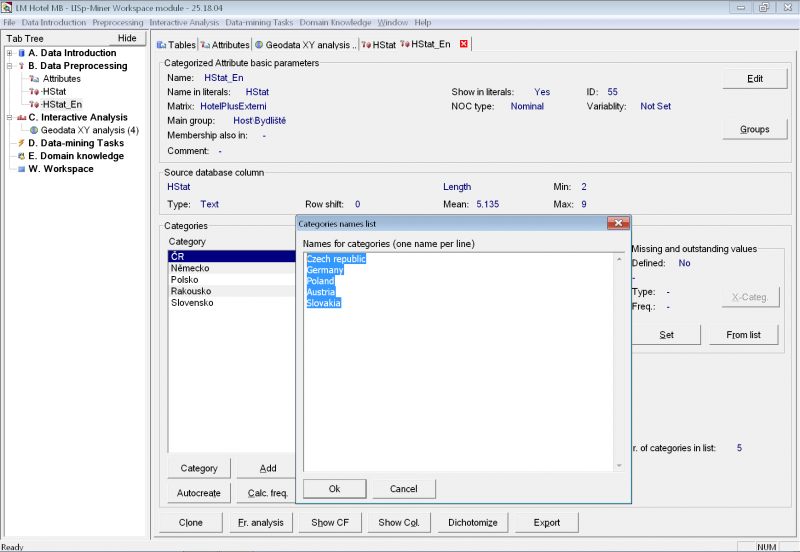 LM Hotel MB - LISp-Miner Workspace module - 25.18.04
File Data Introduction Preprocessing Interactive Analysis Data-mining Tasks Domain Knowledge Window Help
Tab Tree Hide
A. Data Introduction
B. Data Preprocessing
Attributes
-HStat
-HStat_En
C. Interactive Analysis
Geodata XY analysis (4)
D. Data-mining Tasks
E. Domain knowledge
W. Workspace
Tables Attributes Geodata XY analysis .. HStat HStat_En
Categorized Attribute basic parameters
Name: HStat_En Edit
Name in literals: HStat Show in literals: Yes ID: 55
Matrix: HotelPlusExterni NOC type: Nominal Variablity: Not Set
Main group: Host\Bydliště Groups
Membership also in: -
Comment: -
Source database column
HStat Length Min: 2
Type: Text Row shift: 0 Mean: 5.135 Max: 9
Categories
Category
ČR
Německo
Polsko
Rakousko
Slovensko
Categories names list
Names for categories (one name per line)
Czech republic
Germany
Poland
Austria
Slovakia
Ok Cancel
Missing and outstanding values
Defined: No
-
Type: - X-Categ.
Freq.: -
Set From list
r. of categories in list: 5
Category Add
Autocreate Calc. freq.
Clone Fr. analysis Show CF Show Col. Dichotomize Export
Ready NUM